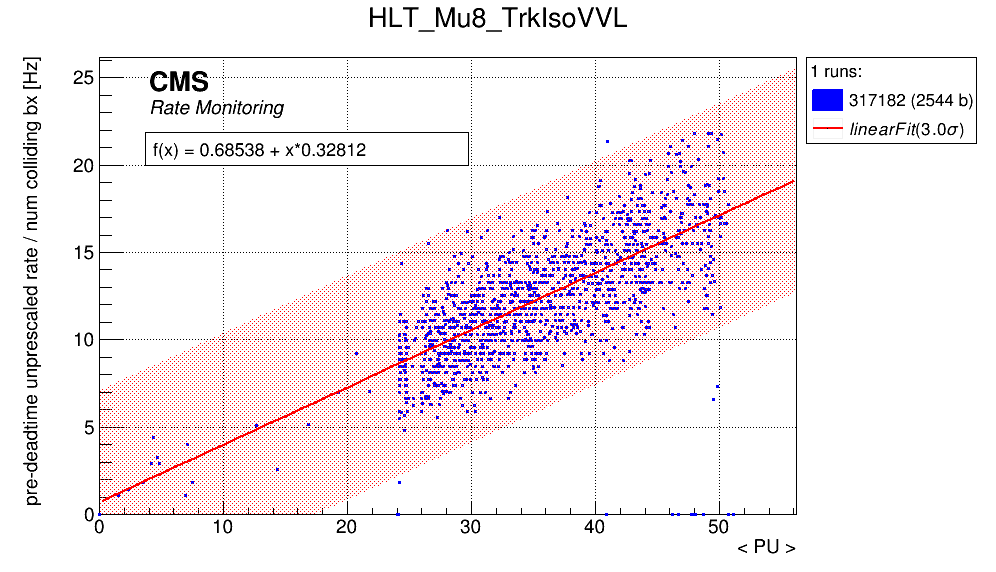 HLT_Mu8_TrkIsoVVL
pre-deadtime unprescaled rate / num colliding bx [Hz]
CMS
Rate Monitoring
f(x) = 0.68538 + x*0.32812
1 runs:
317182 (2544 b)
linearFit(3.0σ)
25
20
15
10
5
0
0 10 20 30 40 50
< PU >